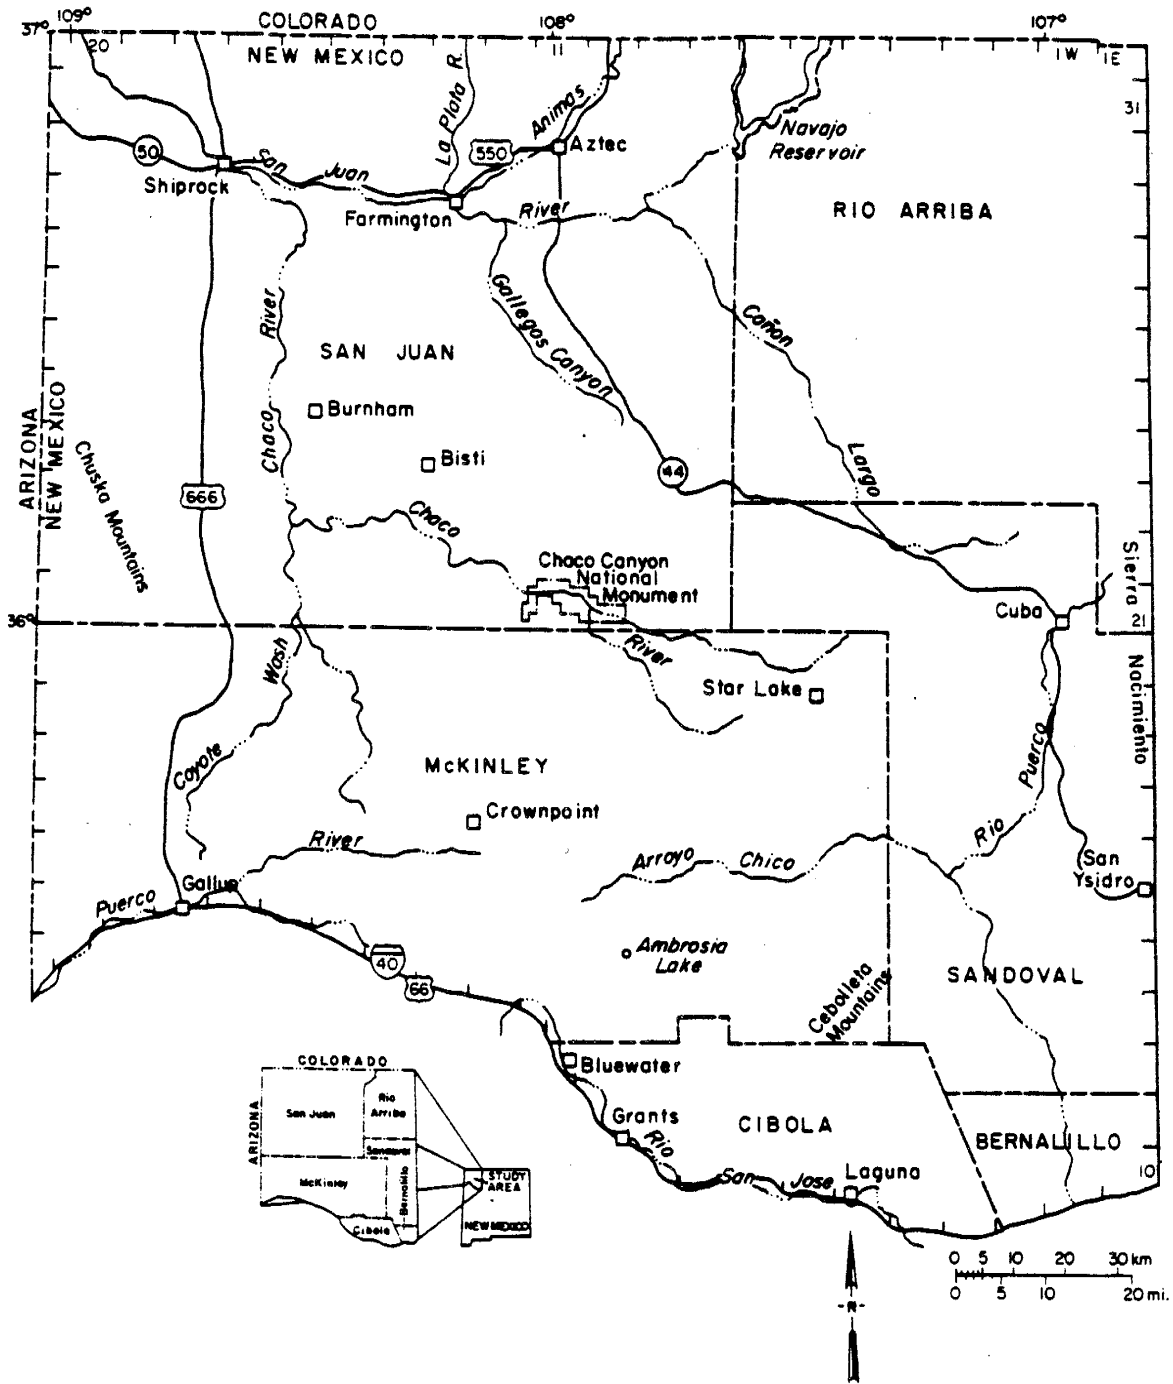 37° 109° COLORADO 108° 107°
20 NEW MEXICO 11 1W 1E
La Plata R.
Animas
31
50
550
Aztec
Navajo
Reservoir
San Juan
Shiprock
Farmington
River
RIO ARRIBA
Gallegos Canyon
River
Cañon
SAN JUAN
ARIZONA
NEW MEXICO
Burnham
Chaco
Bisti
Largo
44
Chuska Mountains
666
Chaco
Chaco Canyon
National
Monument
Sierra
Cuba
21
36°
Wash
River
Nacimiento
Star Lake
Coyote
McKINLEY
Puerco
Crownpoint
River
Rio
Arroyo Chico
San
Ysidro
Gallup
Puerco
Ambrosia
Lake
40
66
Cebolleta
Mountains
SANDOVAL
Bluewater
Grants
CIBOLA
BERNALILLO
Rio
San Jose
Laguna
10
COLORADO
ARIZONA
San Juan
Rio
Arriba
Sandoval
McKinley
Bernalillo
Cibola
STUDY
AREA
NEW MEXICO
0 5 10 20 30 km
0 5 10 20 mi.
N